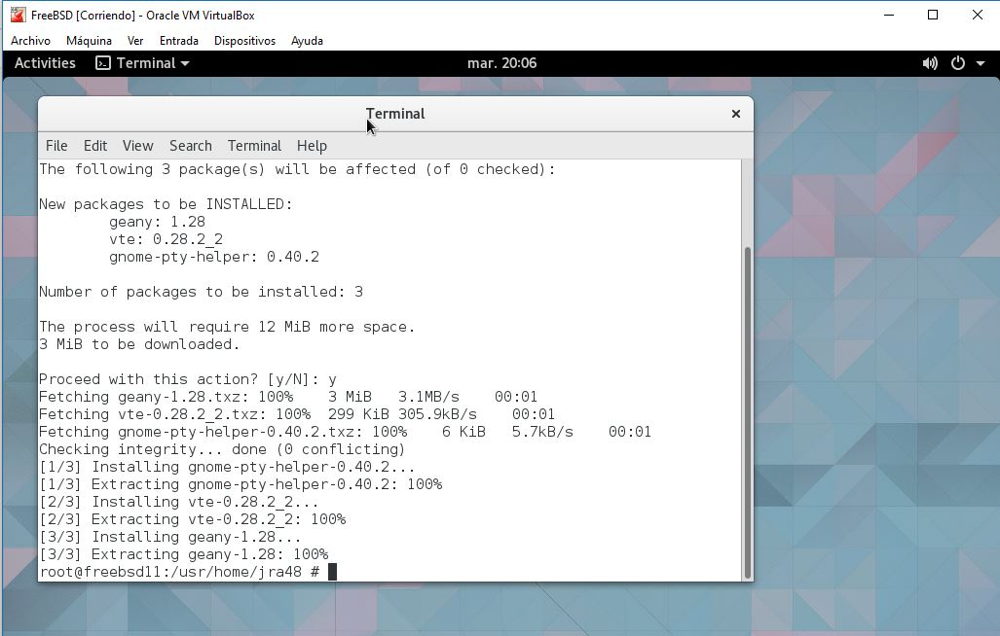 FreeBSD [Corriendo] - Oracle VM VirtualBox
Archivo Máquina Ver Entrada Dispositivos Ayuda
Activities Terminal mar. 20:06
Terminal
File Edit View Search Terminal Help
The following 3 package(s) will be affected (of 0 checked):
New packages to be INSTALLED:
geany: 1.28
vte: 0.28.2_2
gnome-pty-helper: 0.40.2
Number of packages to be installed: 3
The process will require 12 MiB more space.
3 MiB to be downloaded.
Proceed with this action? [y/N]: y
Fetching geany-1.28.txz: 100% 3 MiB 3.1MB/s 00:01
Fetching vte-0.28.2_2.txz: 100% 299 KiB 305.9kB/s 00:01
Fetching gnome-pty-helper-0.40.2.txz: 100% 6 KiB 5.7kB/s 00:01
Checking integrity... done (0 conflicting)
[1/3] Installing gnome-pty-helper-0.40.2...
[1/3] Extracting gnome-pty-helper-0.40.2: 100%
[2/3] Installing vte-0.28.2_2...
[2/3] Extracting vte-0.28.2_2: 100%
[3/3] Installing geany-1.28...
[3/3] Extracting geany-1.28: 100%
root@freebsd11:/usr/home/jra48 #